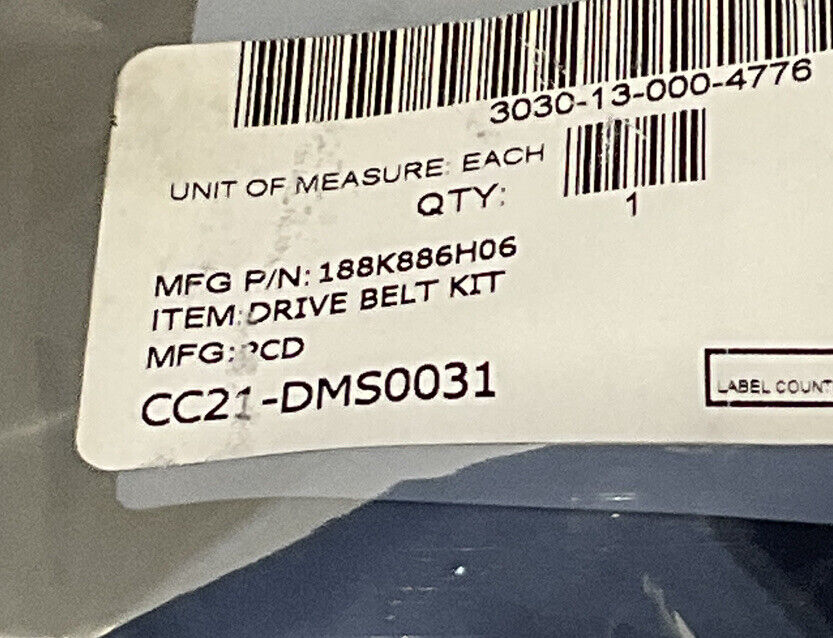 3030-13-000-4776
UNIT OF MEASURE: EACH
QTY:
1
MFG P/N: 188K886H06
ITEM: DRIVE BELT KIT
MFG:
CC21-DMS0031
LABEL COUNT